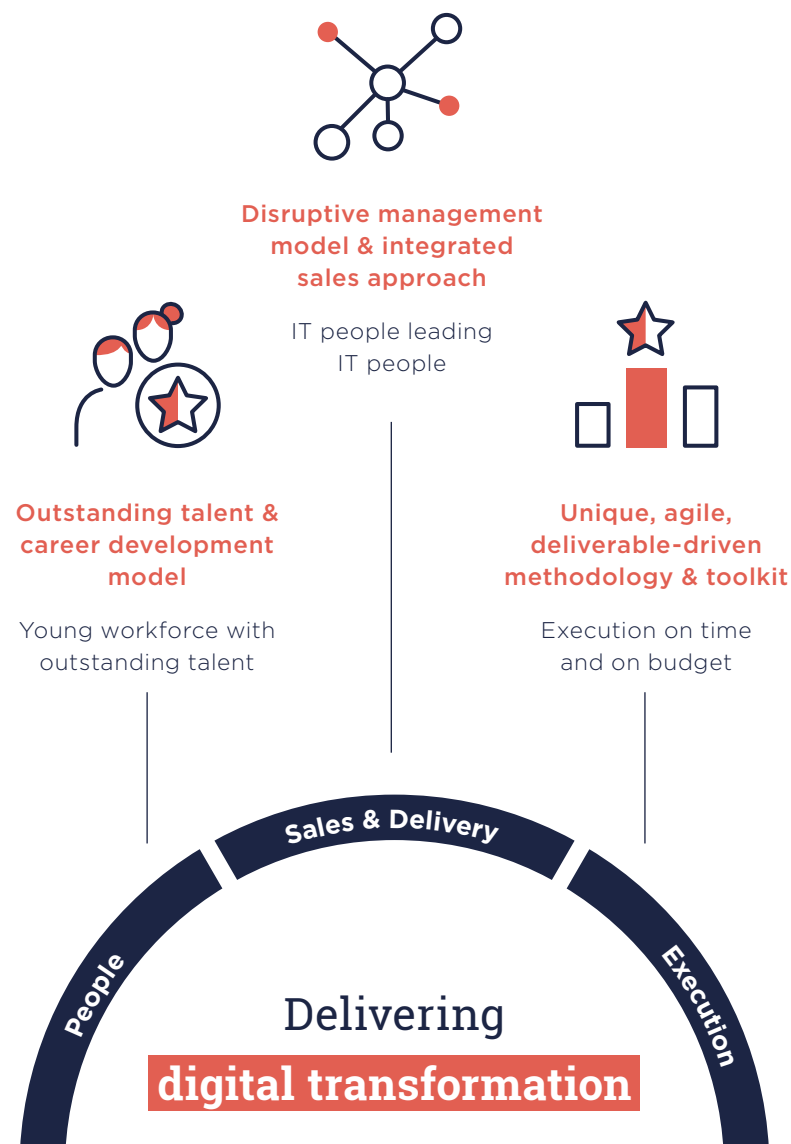 Disruptive management
model & integrated
sales approach
IT people leading
IT people
Outstanding talent &
career development
model
Young workforce with
outstanding talent
Unique, agile,
deliverable-driven
methodology & toolkit
Execution on time
and on budget
People
Sales & Delivery
Execution
Delivering
digital transformation